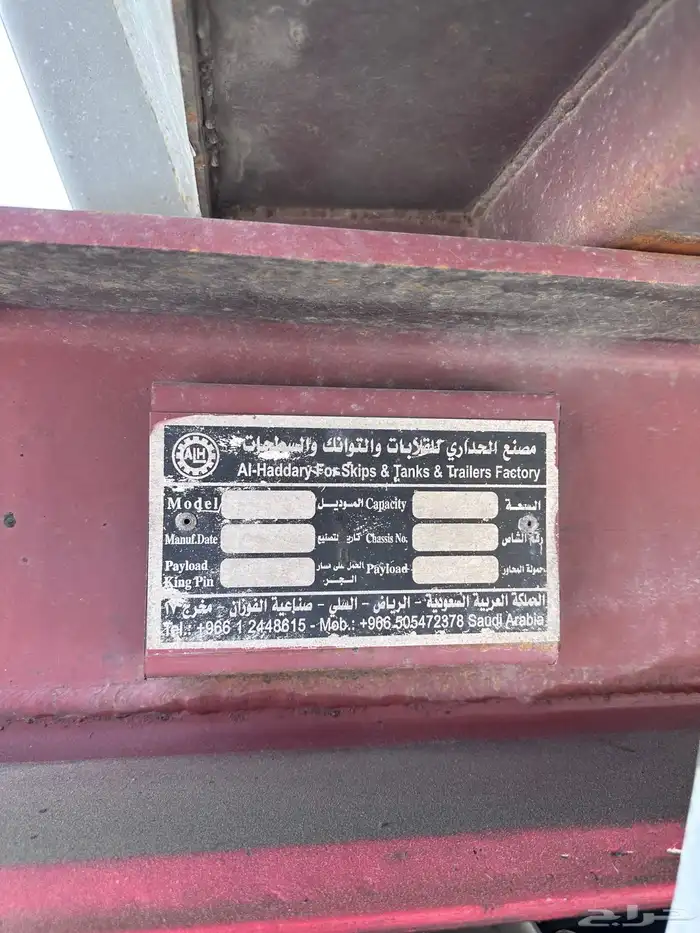 مصنع الحداري للقلابات والتوانك والسطحات
ALH
Al-Haddary For Skips & Tanks & Trailers Factory
Model الموديل Capacity السعة
Manuf.Date تاريخ التصنيع Chassis No. رقم الشاص
Payload King Pin الحمل على مسمار الجر Payload حمولة المحاور
المملكة العربية السعودية - الرياض - السلي - صناعية الفوزان - مخرج ١٧
Tel.: +966 1 2448615 - Mob.: +966 505472378 Saudi Arabia
حراج